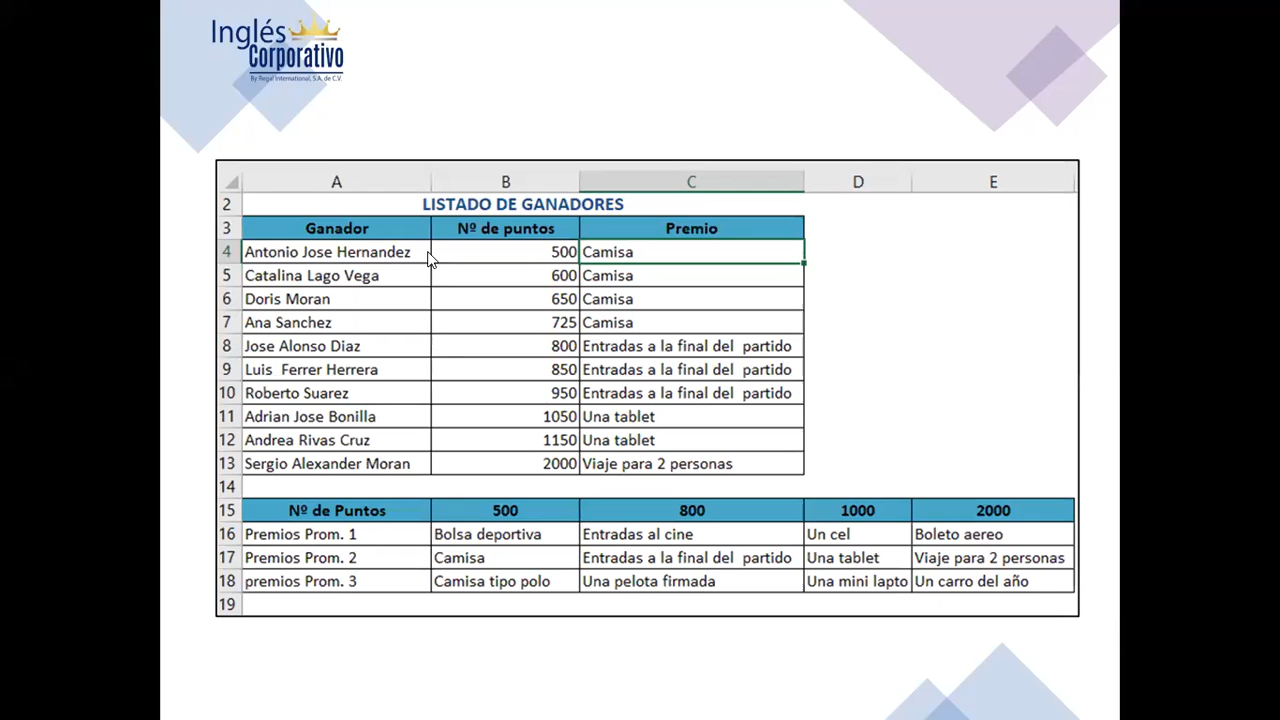 Inglés
Corporativo
By Regal International, S.A. de C.V.
A B C D E
2 LISTADO DE GANADORES
3 Ganador Nº de puntos Premio
4 Antonio Jose Hernandez 500 Camisa
5 Catalina Lago Vega 600 Camisa
6 Doris Moran 650 Camisa
7 Ana Sanchez 725 Camisa
8 Jose Alonso Diaz 800 Entradas a la final del partido
9 Luis Ferrer Herrera 850 Entradas a la final del partido
10 Roberto Suarez 950 Entradas a la final del partido
11 Adrian Jose Bonilla 1050 Una tablet
12 Andrea Rivas Cruz 1150 Una tablet
13 Sergio Alexander Moran 2000 Viaje para 2 personas
14
15 Nº de Puntos 500 800 1000 2000
16 Premios Prom. 1 Bolsa deportiva Entradas al cine Un cel Boleto aereo
17 Premios Prom. 2 Camisa Entradas a la final del partido Una tablet Viaje para 2 personas
18 premios Prom. 3 Camisa tipo polo Una pelota firmada Una mini lapto Un carro del año
19